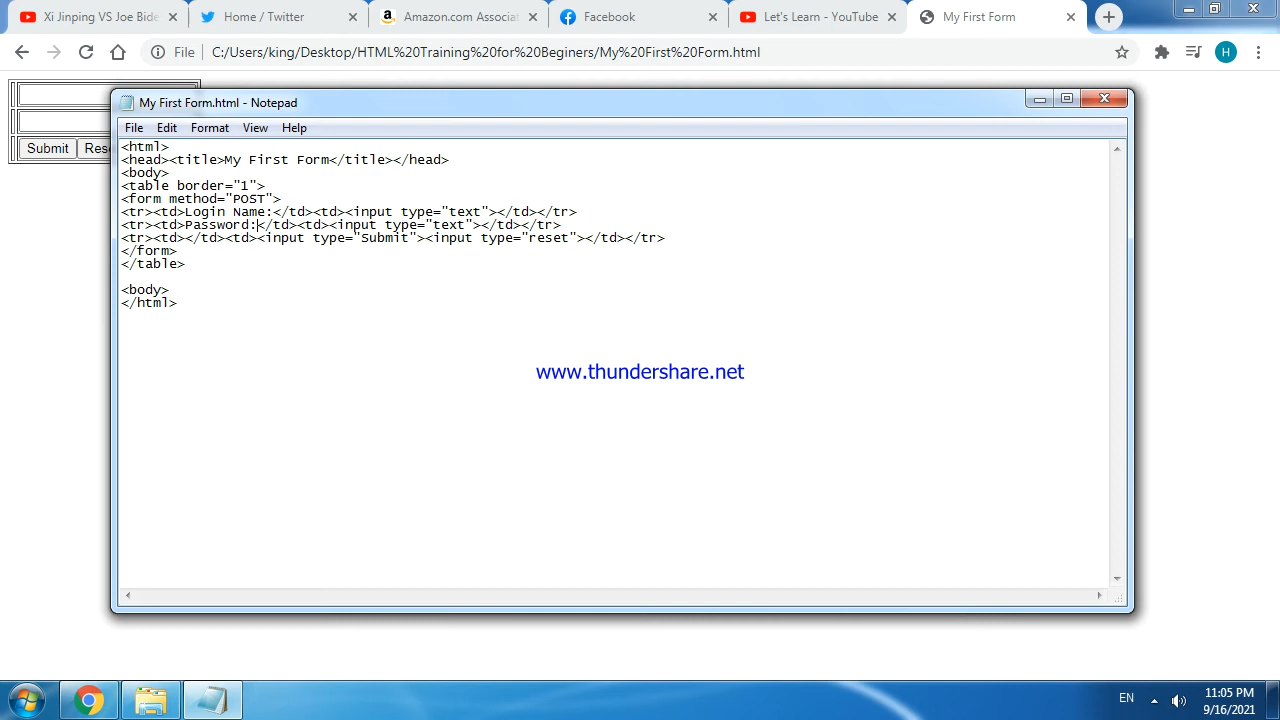 Xi Jinping VS Joe Bide
Home / Twitter
Amazon.com Associat
Facebook
Let's Learn - YouTube
My First Form
File
C:/Users/king/Desktop/HTML%20Training%20for%20Beginers/My%20First%20Form.html
H
My First Form.html - Notepad
File Edit Format View Help
<html>
<head><title>My First Form</title></head>
<body>
<table border="1">
<form method="POST">
<tr><td>Login Name:</td><td><input type="text"></td></tr>
<tr><td>Password:</td><td><input type="text"></td></tr>
<tr><td></td><td><input type="Submit"><input type="reset"></td></tr>
</form>
</table>
<body>
</html>
Submit
Rese
www.thundershare.net
EN
11:05 PM
9/16/2021